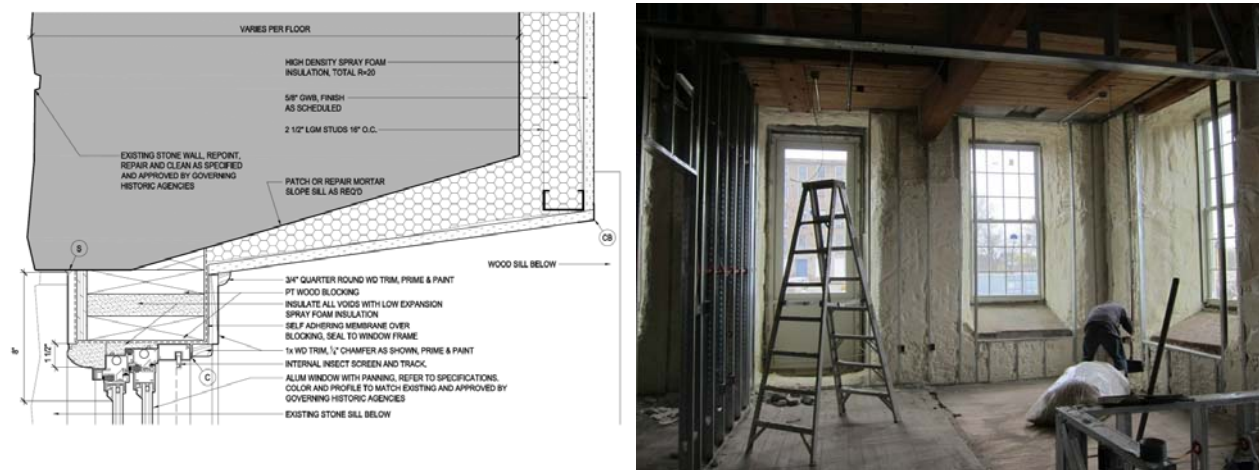 VARIES PER FLOOR
HIGH DENSITY SPRAY FOAM
INSULATION, TOTAL R=20
5/8" GWB, FINISH
AS SCHEDULED
2 1/2" LGM STUDS 16" O.C.
EXISTING STONE WALL, REPOINT,
REPAIR AND CLEAN AS SPECIFIED
AND APPROVED BY GOVERNING
HISTORIC AGENCIES
PATCH OR REPAIR MORTAR
SLOPE SILL AS REQ'D
S
CB
WOOD SILL BELOW
3/4" QUARTER ROUND WD TRIM, PRIME & PAINT
PT WOOD BLOCKING
INSULATE ALL VOIDS WITH LOW EXPANSION
SPRAY FOAM INSULATION
SELF ADHERING MEMBRANE OVER
BLOCKING, SEAL TO WINDOW FRAME
8"
1 1/2"
1x WD TRIM, ¼" CHAMFER AS SHOWN, PRIME & PAINT
C
INTERNAL INSECT SCREEN AND TRACK.
ALUM WINDOW WITH PANNING, REFER TO SPECIFICATIONS.
COLOR AND PROFILE TO MATCH EXISTING AND APPROVED BY
GOVERNING HISTORIC AGENCIES
EXISTING STONE SILL BELOW